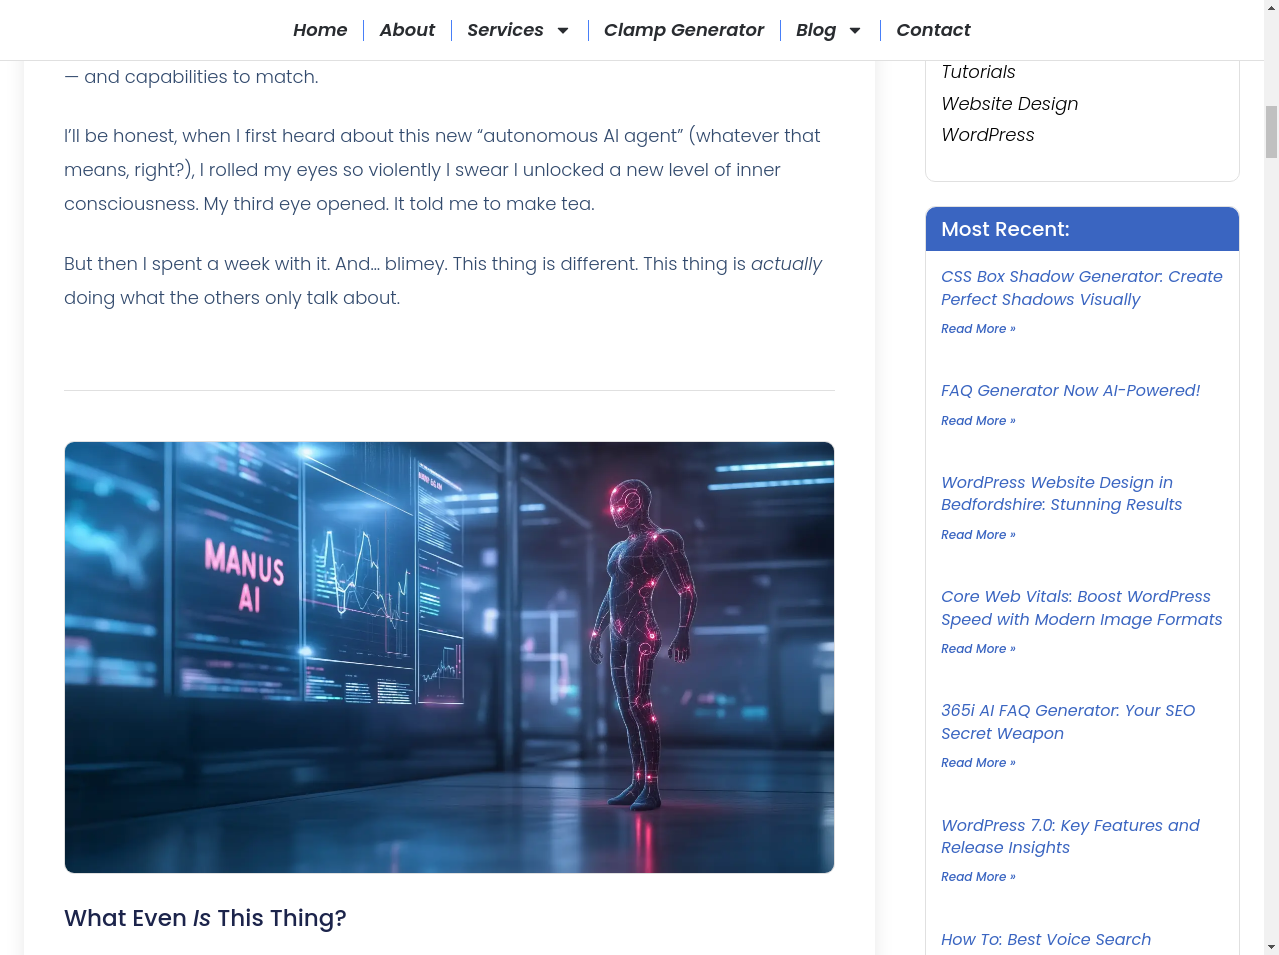 Home
About
Services
Clamp Generator
Blog
Contact
— and capabilities to match.
I’ll be honest, when I first heard about this new “autonomous AI agent” (whatever that
means, right?), I rolled my eyes so violently I swear I unlocked a new level of inner
consciousness. My third eye opened. It told me to make tea.
But then I spent a week with it. And… blimey. This thing is different. This thing is actually
doing what the others only talk about.
MANUS
AI
What Even Is This Thing?
Tutorials
Website Design
WordPress
Most Recent:
CSS Box Shadow Generator: Create
Perfect Shadows Visually
Read More »
FAQ Generator Now AI-Powered!
Read More »
WordPress Website Design in
Bedfordshire: Stunning Results
Read More »
Core Web Vitals: Boost WordPress
Speed with Modern Image Formats
Read More »
365i AI FAQ Generator: Your SEO
Secret Weapon
Read More »
WordPress 7.0: Key Features and
Release Insights
Read More »
How To: Best Voice Search